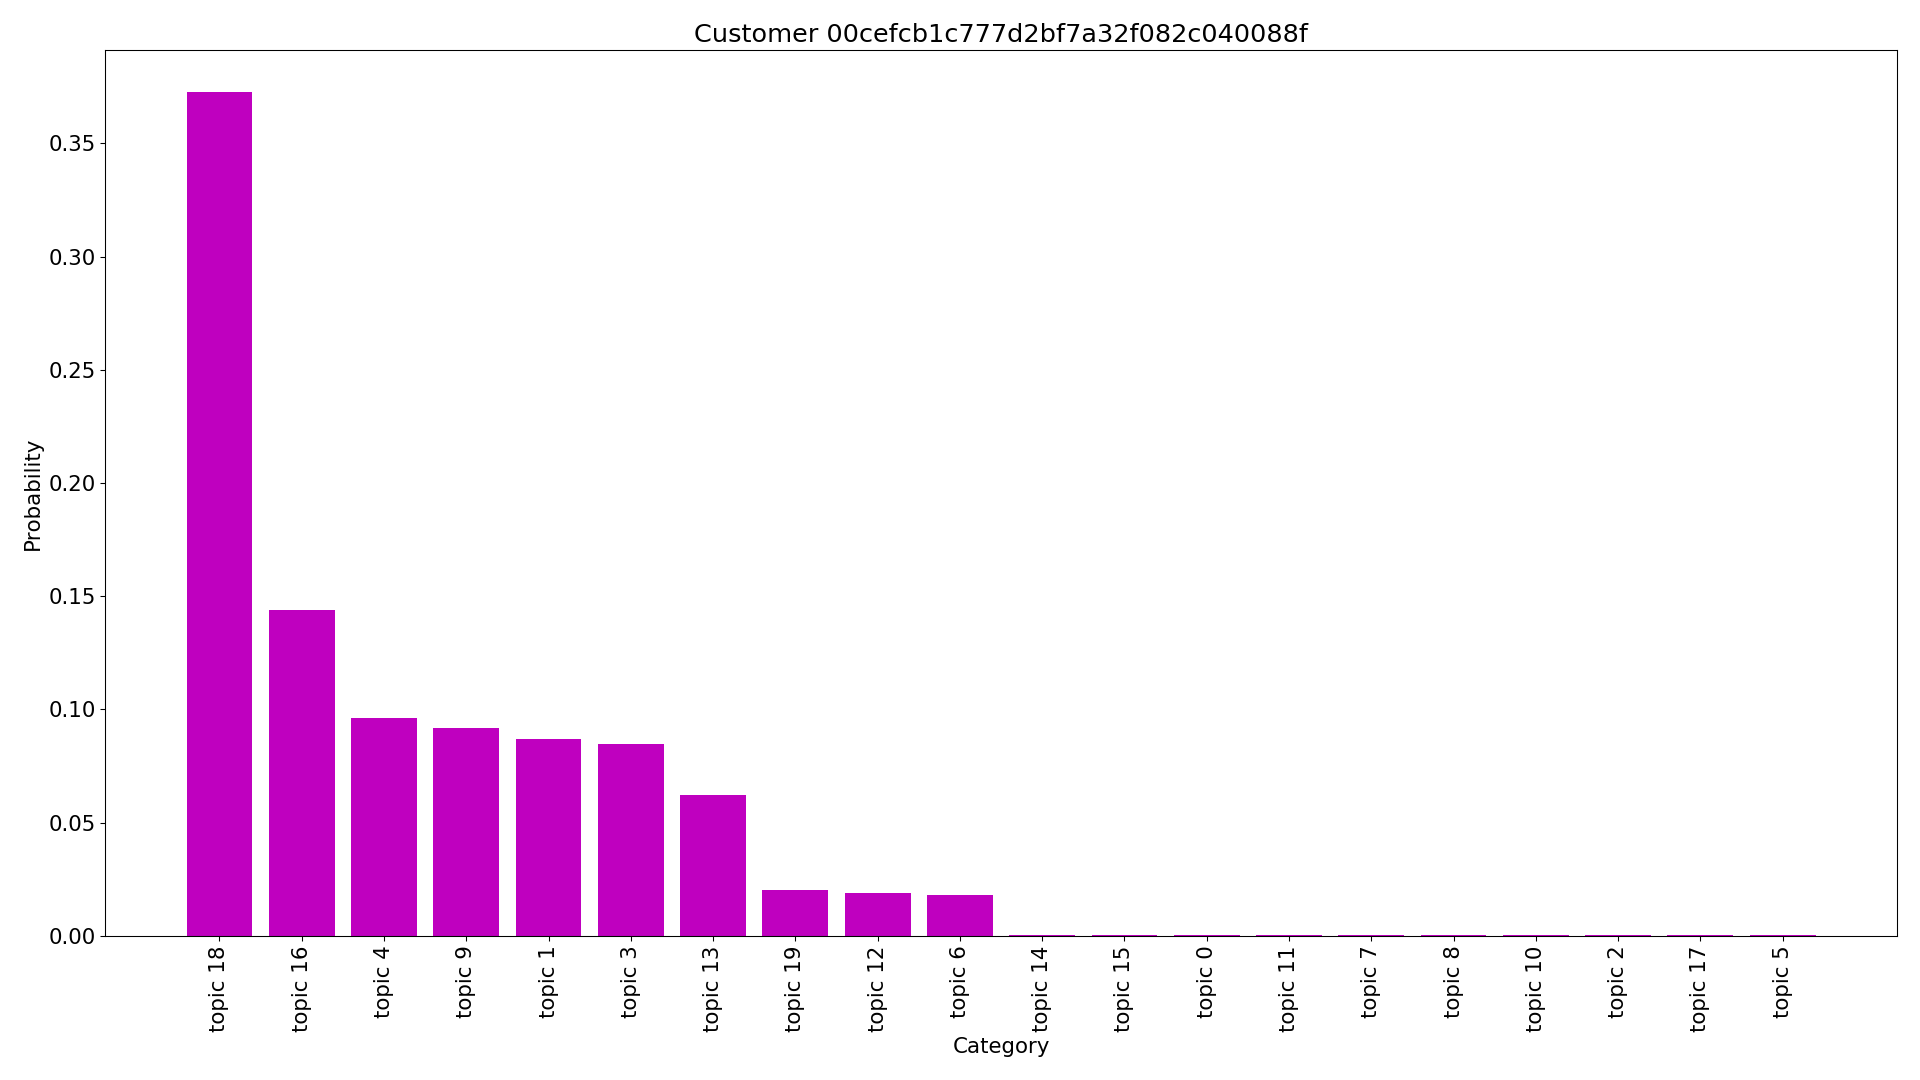 Customer 00cefcb1c777d2bf7a32f082c040088f
Probability
0.35
0.30
0.25
0.20
0.15
0.10
0.05
0.00
topic 18
topic 16
topic 4
topic 9
topic 1
topic 3
topic 13
topic 19
topic 12
topic 6
topic 14
topic 15
topic 0
topic 11
topic 7
topic 8
topic 10
topic 2
topic 17
topic 5
Category